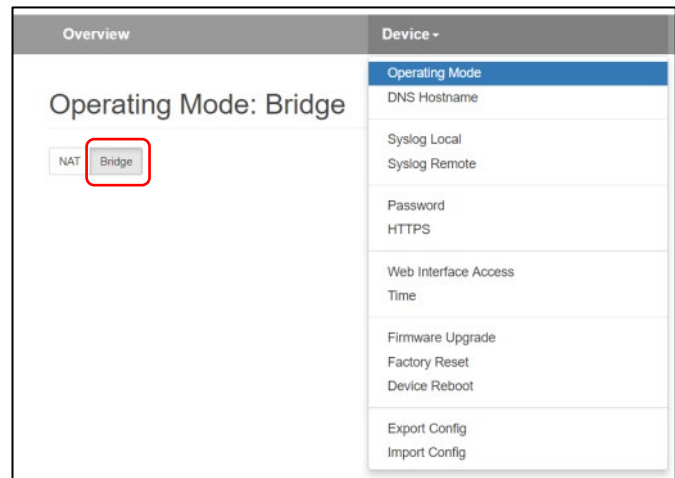 Overview
Device
Operating Mode: Bridge
NAT
Bridge
Operating Mode
DNS Hostname
Syslog Local
Syslog Remote
Password
HTTPS
Web Interface Access
Time
Firmware Upgrade
Factory Reset
Device Reboot
Export Config
Import Config